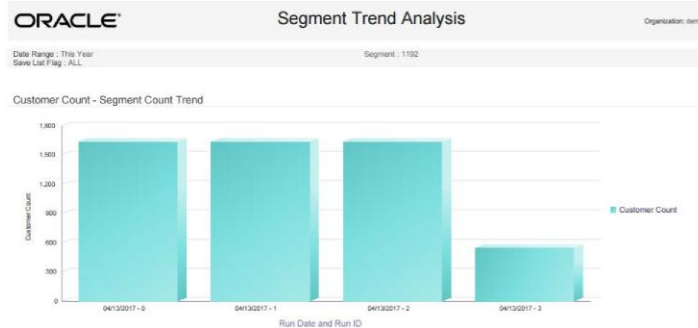 ORACLE
Segment Trend Analysis
Organization: dem
Date Range : This Year
Save List Flag : ALL
Segment : 1192
Customer Count - Segment Count Trend
1,800
1,500
1,200
900
600
300
0
Customer Count
04/13/2017 - 0
04/13/2017 - 1
04/13/2017 - 2
04/13/2017 - 3
Run Date and Run ID
Customer Count